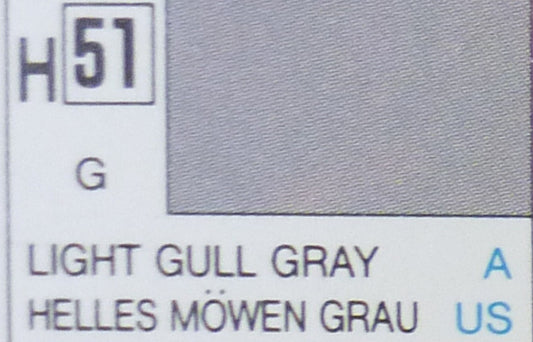 H 51
G
LIGHT GULL GRAY A
HELLES MÖWEN GRAU US